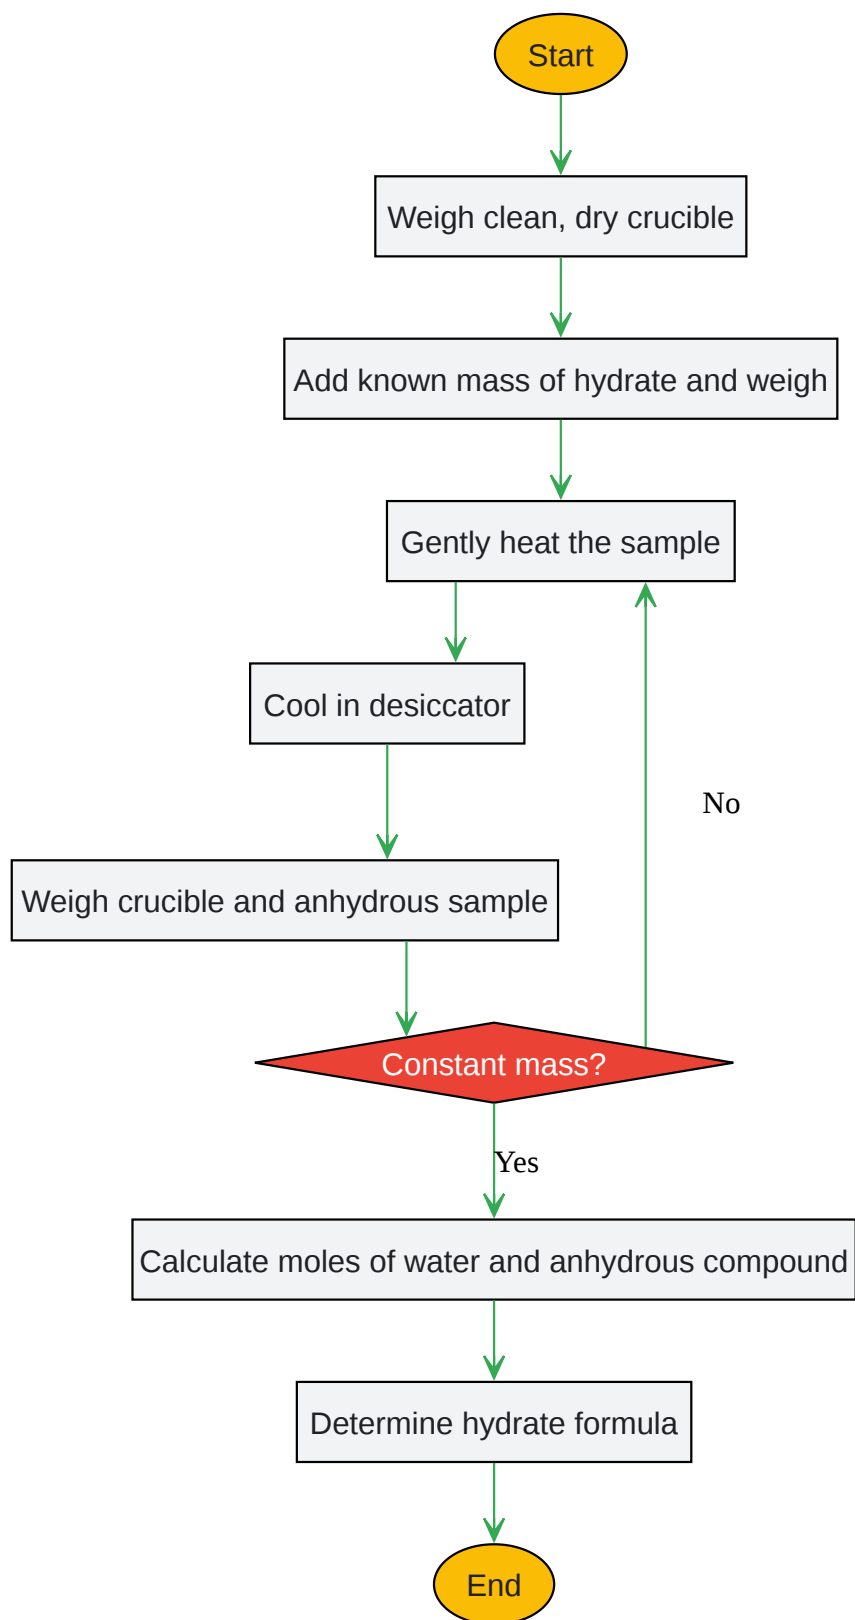 Start
Weigh clean, dry crucible
Add known mass of hydrate and weigh
Gently heat the sample
Cool in desiccator
No
Weigh crucible and anhydrous sample
Constant mass?
Yes
Calculate moles of water and anhydrous compound
Determine hydrate formula
End